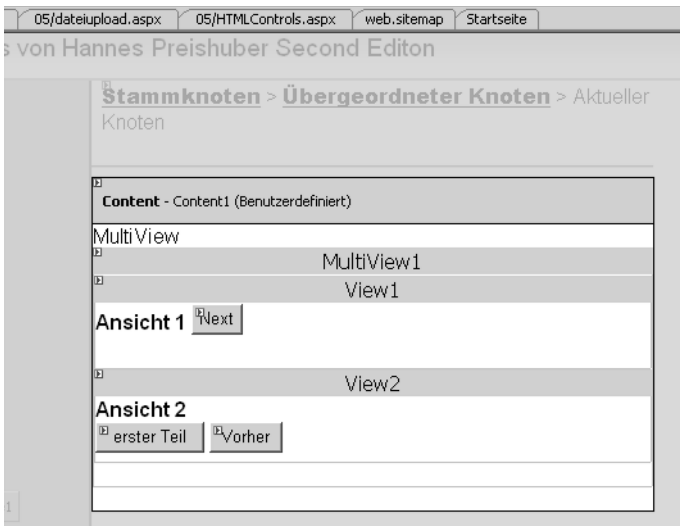 05/dateiupload.aspx 05/HTMLControls.aspx web.sitemap Startseite
s von Hannes Preishuber Second Editon
Stammknoten > Übergeordneter Knoten > Aktueller
Knoten
Content - Content1 (Benutzerdefiniert)
MultiView
MultiView1
View1
Ansicht 1 Next
View2
Ansicht 2
erster Teil Vorher
1